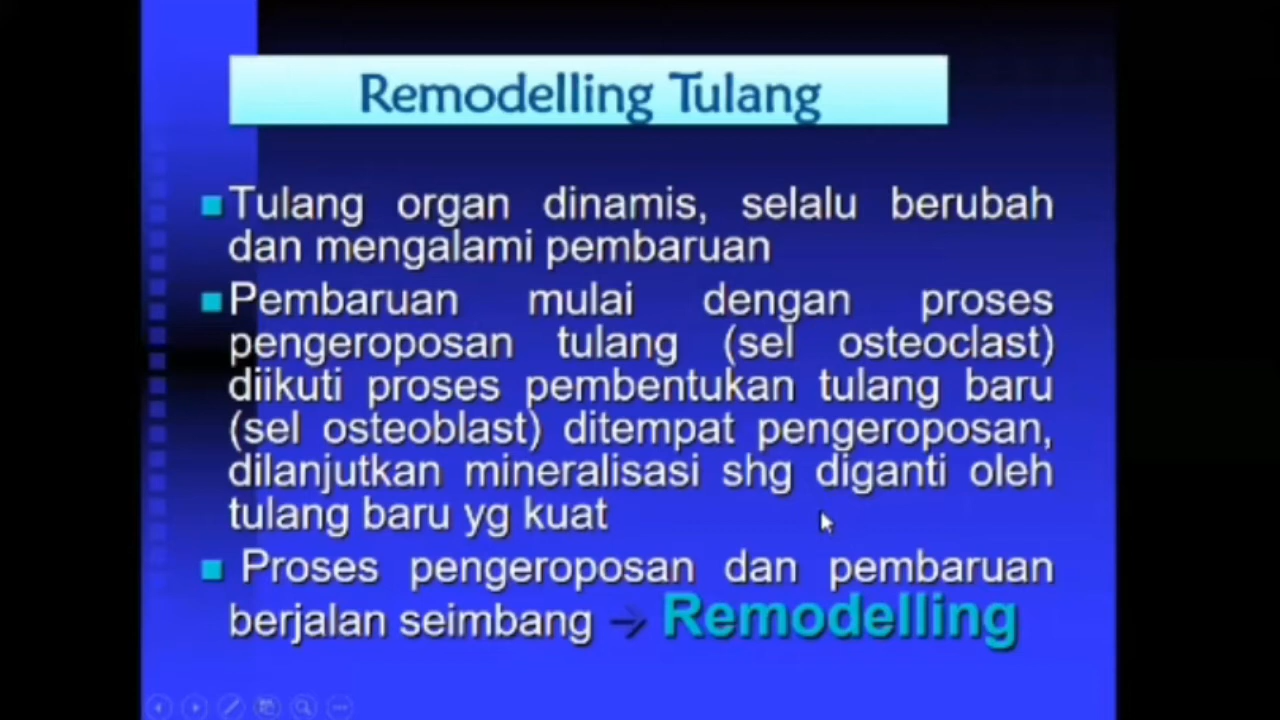 Remodelling Tulang
Tulang organ dinamis, selalu berubah
dan mengalami pembaruan
Pembaruan mulai dengan proses
pengeroposan tulang (sel osteoclast)
diikuti proses pembentukan tulang baru
(sel osteoblast) ditempat pengeroposan,
dilanjutkan mineralisasi shg diganti oleh
tulang baru yg kuat
Proses pengeroposan dan pembaruan
berjalan seimbang → Remodelling